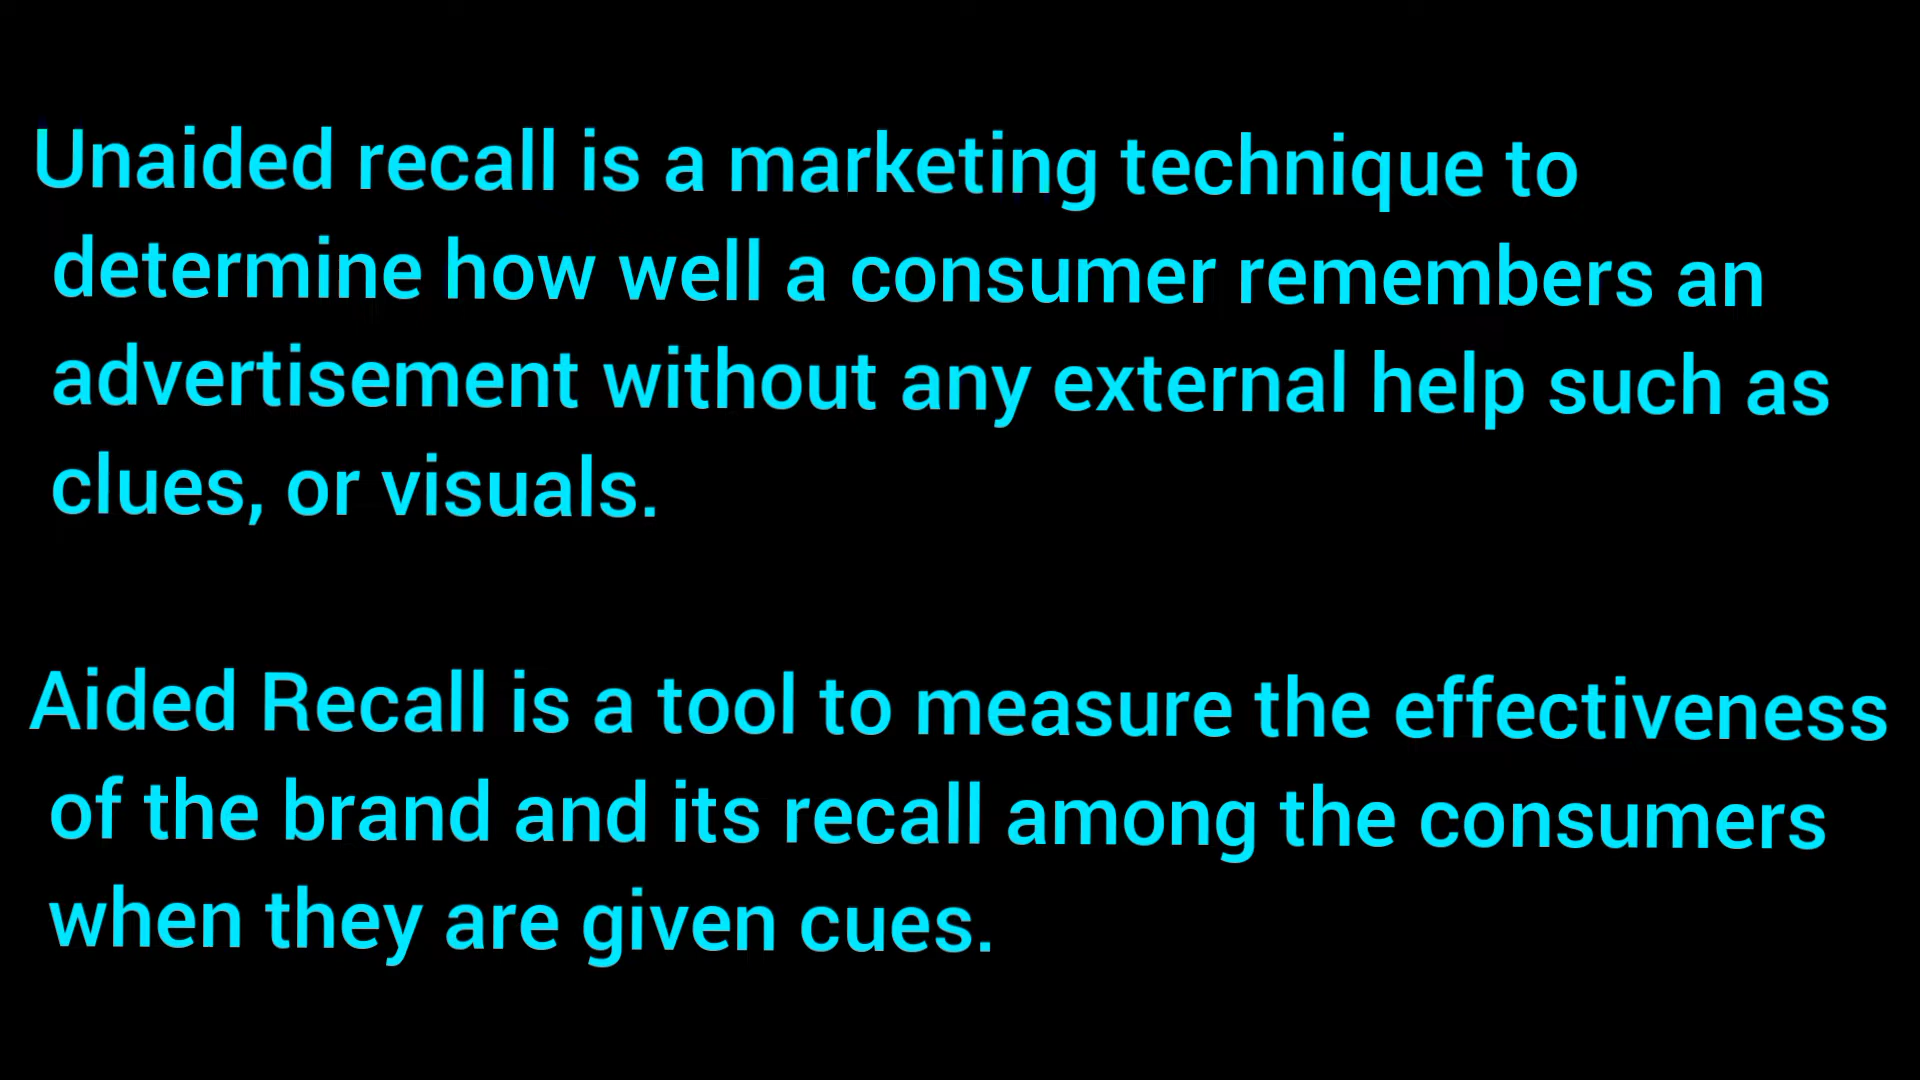 Unaided recall is a marketing technique to
determine how well a consumer remembers an
advertisement without any external help such as
clues, or visuals.
Aided Recall is a tool to measure the effectiveness
of the brand and its recall among the consumers
when they are given cues.